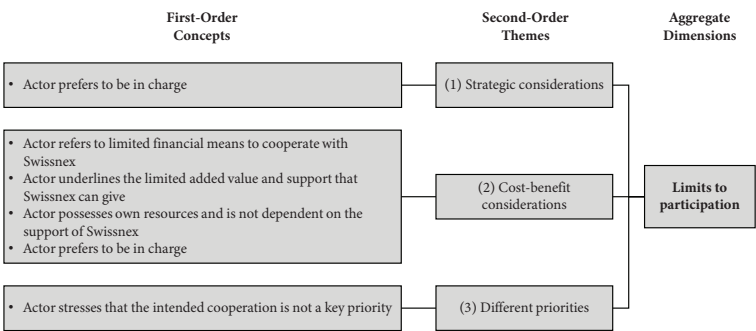 First-Order
Concepts
Second-Order
Themes
Aggregate
Dimensions
• Actor prefers to be in charge
(1) Strategic considerations
• Actor refers to limited financial means to cooperate with
Swissnex
• Actor underlines the limited added value and support that
Swissnex can give
• Actor possesses own resources and is not dependent on the
support of Swissnex
• Actor prefers to be in charge
(2) Cost-benefit
considerations
Limits to
participation
• Actor stresses that the intended cooperation is not a key priority
(3) Different priorities